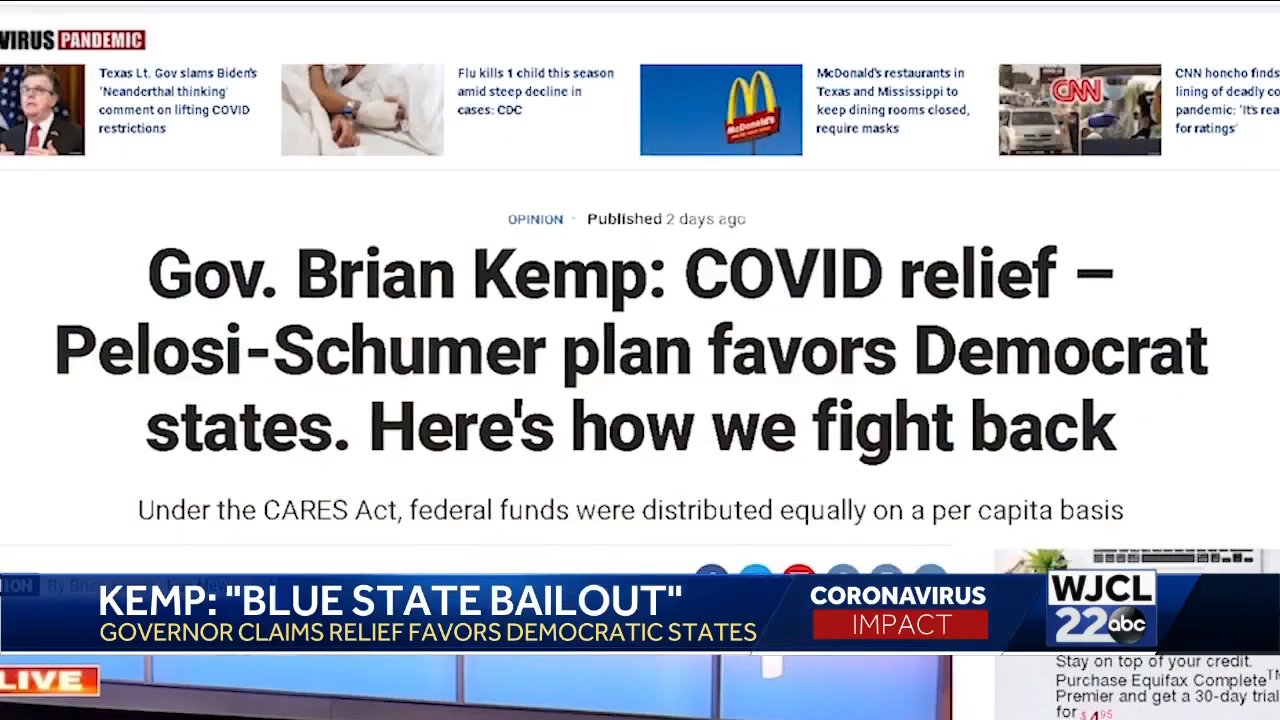 VIRUS PANDEMIC
Texas Lt. Gov slams Biden's
'Neanderthal thinking'
comment on lifting COVID
restrictions
Flu kills 1 child this season
amid steep decline in
cases: CDC
McDonald's
McDonald's restaurants in
Texas and Mississippi to
keep dining rooms closed,
require masks
CNN
CNN honcho finds
lining of deadly co
pandemic: 'It's rea
for ratings'
OPINION · Published 2 days ago
Gov. Brian Kemp: COVID relief –
Pelosi-Schumer plan favors Democrat
states. Here's how we fight back
Under the CARES Act, federal funds were distributed equally on a per capita basis
KEMP: "BLUE STATE BAILOUT"
GOVERNOR CLAIMS RELIEF FAVORS DEMOCRATIC STATES
CORONAVIRUS
IMPACT
WJCL
22 abc
LIVE
Stay on top of your credit.
Purchase Equifax Complete™
Premier and get a 30-day trial
for $4.95